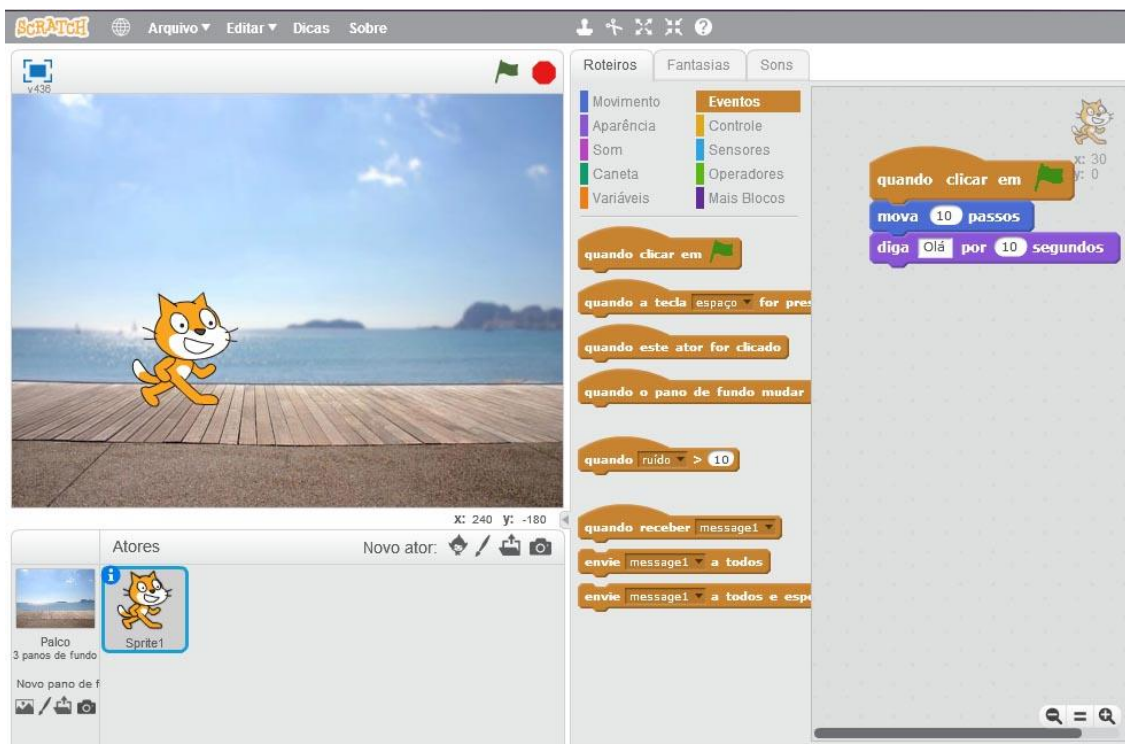 SCRATCH Arquivo Editar Dicas Sobre
v436
Roteiros Fantasias Sons
Movimento Eventos
Aparência Controle
Som Sensores
Caneta Operadores
Variáveis Mais Blocos
quando clicar em
quando a tecla espaço for pres
quando este ator for clicado
quando o pano de fundo mudar
quando ruído > 10
quando receber message1
envie message1 a todos
envie message1 a todos e espe
x: 30
y: 0
quando clicar em
mova 10 passos
diga Olá por 10 segundos
x: 240 y: -180
Atores Novo ator:
Palco
3 panos de fundo
Sprite1
Novo pano de f